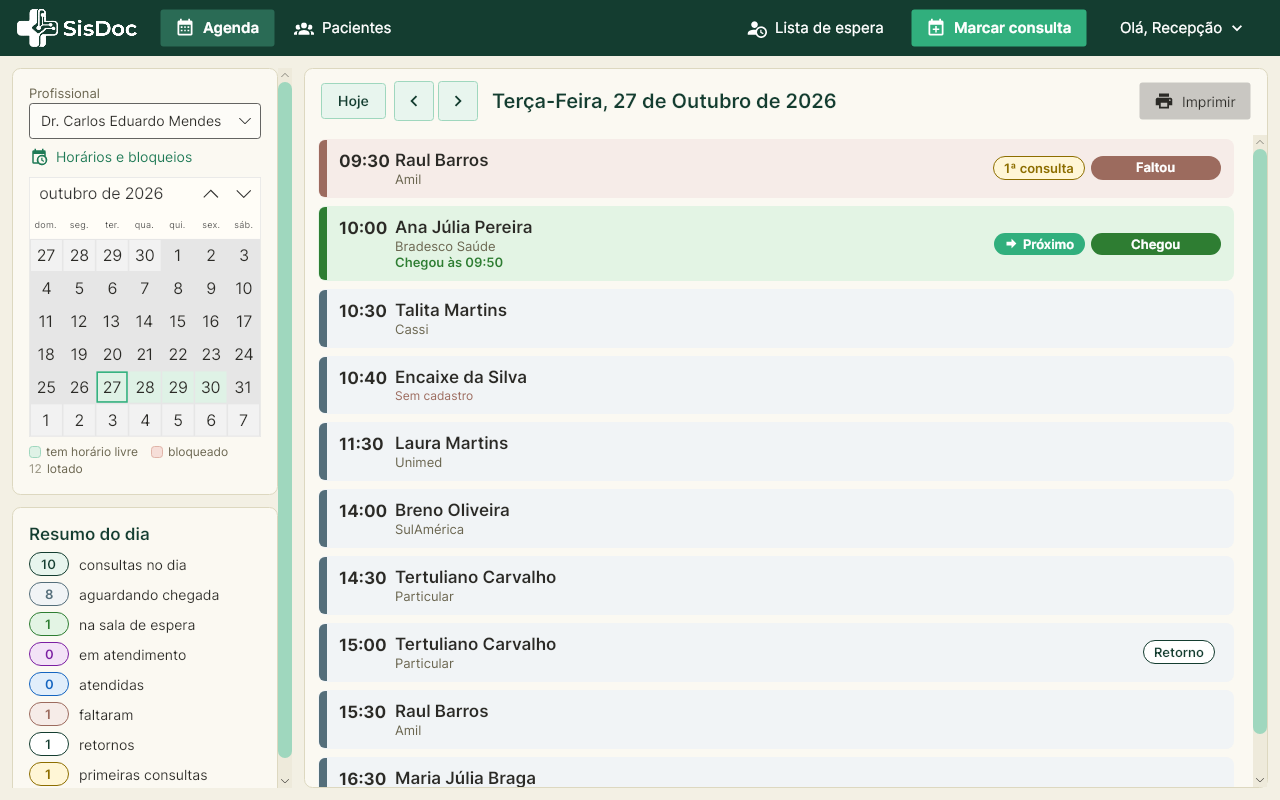 SisDoc
Agenda
Pacientes
Lista de espera
Marcar consulta
Olá, Recepção
Profissional
Dr. Carlos Eduardo Mendes
Horários e bloqueios
outubro de 2026
dom. seg. ter. qua. qui. sex. sáb.
27 28 29 30 1 2 3
4 5 6 7 8 9 10
11 12 13 14 15 16 17
18 19 20 21 22 23 24
25 26 27 28 29 30 31
1 2 3 4 5 6 7
tem horário livre bloqueado
12 lotado
Resumo do dia
10 consultas no dia
8 aguardando chegada
1 na sala de espera
0 em atendimento
0 atendidas
1 faltaram
1 retornos
1 primeiras consultas
Hoje
Terça-Feira, 27 de Outubro de 2026
Imprimir
09:30 Raul Barros
Amil
1ª consulta Faltou
10:00 Ana Júlia Pereira
Bradesco Saúde
Chegou às 09:50
Próximo Chegou
10:30 Talita Martins
Cassi
10:40 Encaixe da Silva
Sem cadastro
11:30 Laura Martins
Unimed
14:00 Breno Oliveira
SulAmérica
14:30 Tertuliano Carvalho
Particular
15:00 Tertuliano Carvalho
Particular
Retorno
15:30 Raul Barros
Amil
16:30 Maria Júlia Braga